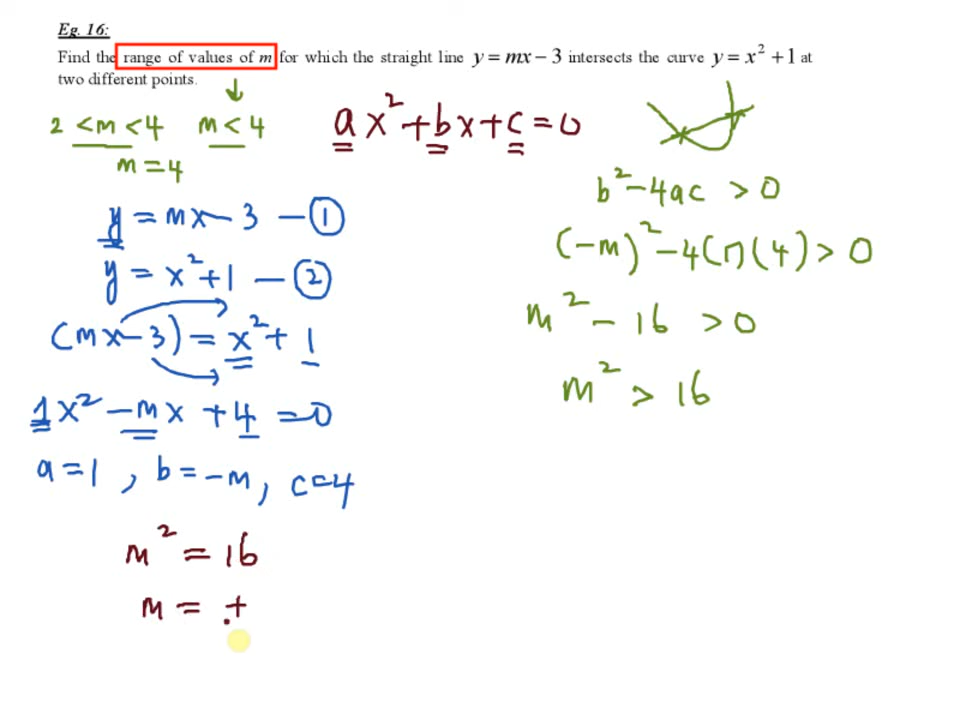 Eg. 16:
Find the range of values of m for which the straight line y = mx − 3 intersects the curve y = x² + 1 at
two different points.
2 < m < 4   m < 4
m = 4
ax² + bx + c = 0
y = mx − 3 — ①
y = x² + 1 — ②
(mx − 3) = x² + 1
1x² − mx + 4 = 0
a = 1, b = −m, c = 4
m² = 16
m = +
b² − 4ac > 0
(−m)² − 4(1)(4) > 0
m² − 16 > 0
m² > 16